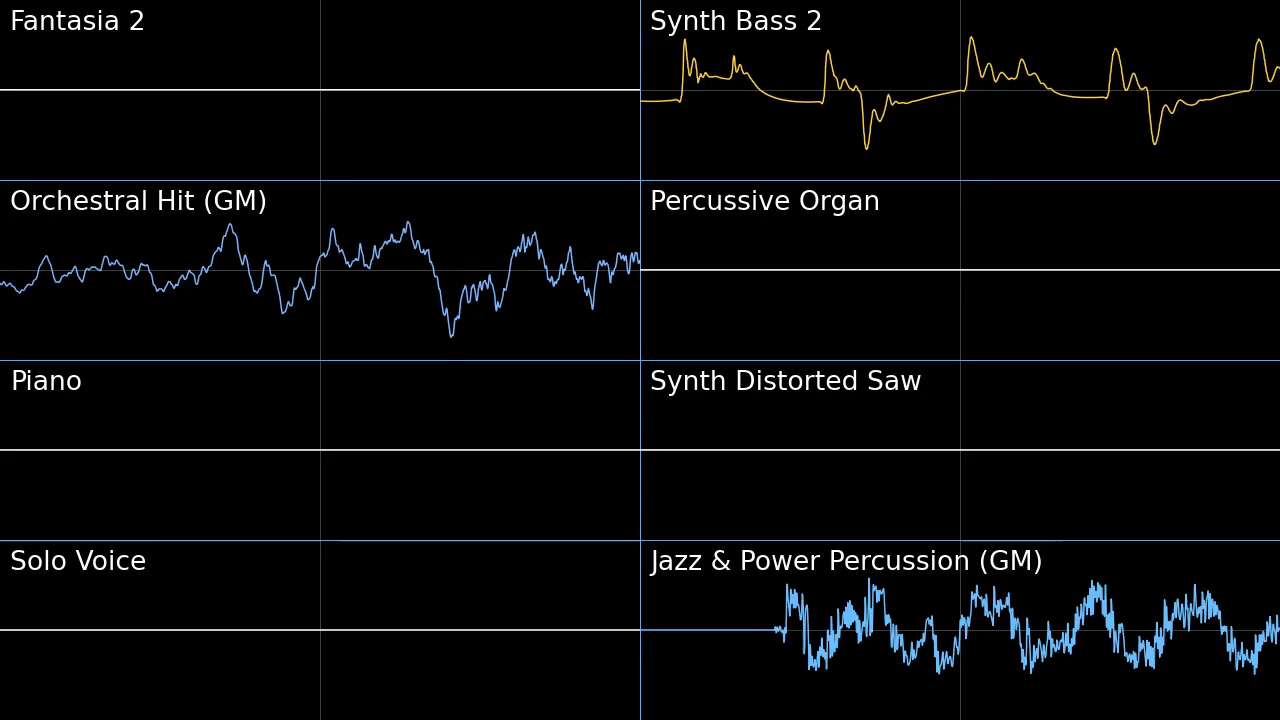 Fantasia 2
Synth Bass 2
Orchestral Hit (GM)
Percussive Organ
Piano
Synth Distorted Saw
Solo Voice
Jazz & Power Percussion (GM)